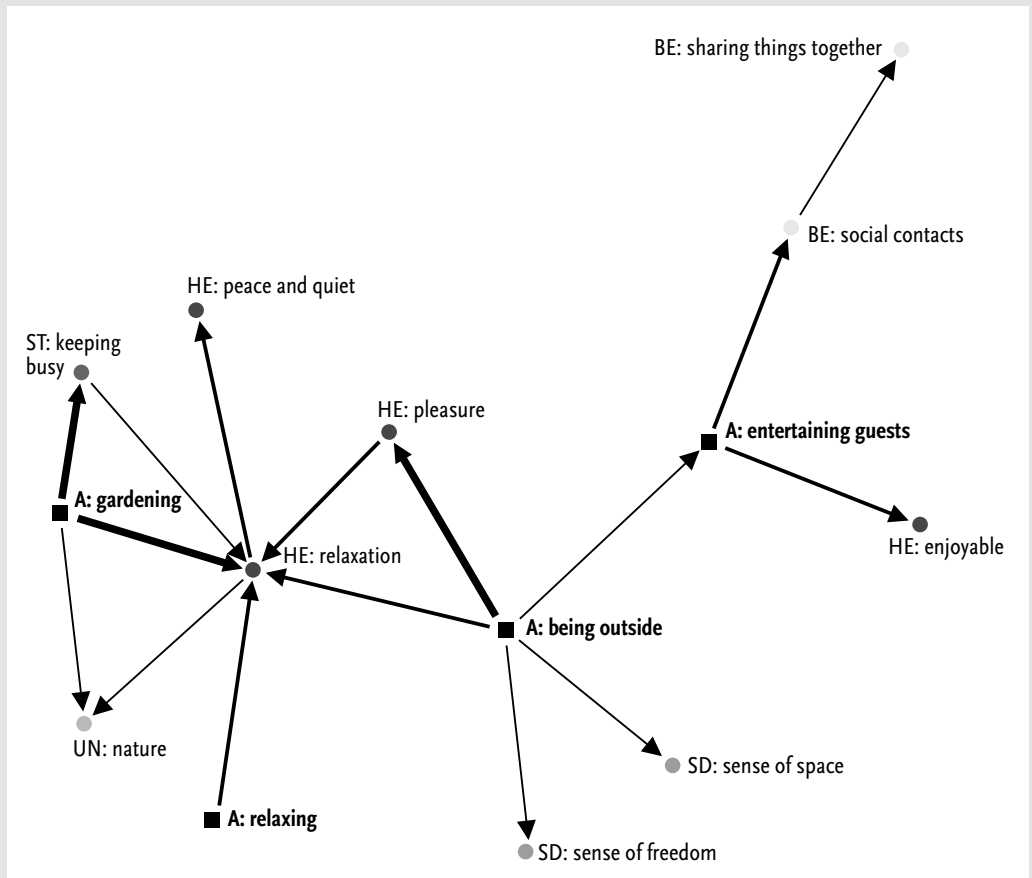 BE: sharing things together
BE: social contacts
HE: peace and quiet
ST: keeping
busy
HE: pleasure
A: entertaining guests
A: gardening
HE: enjoyable
HE: relaxation
A: being outside
UN: nature
SD: sense of space
A: relaxing
SD: sense of freedom